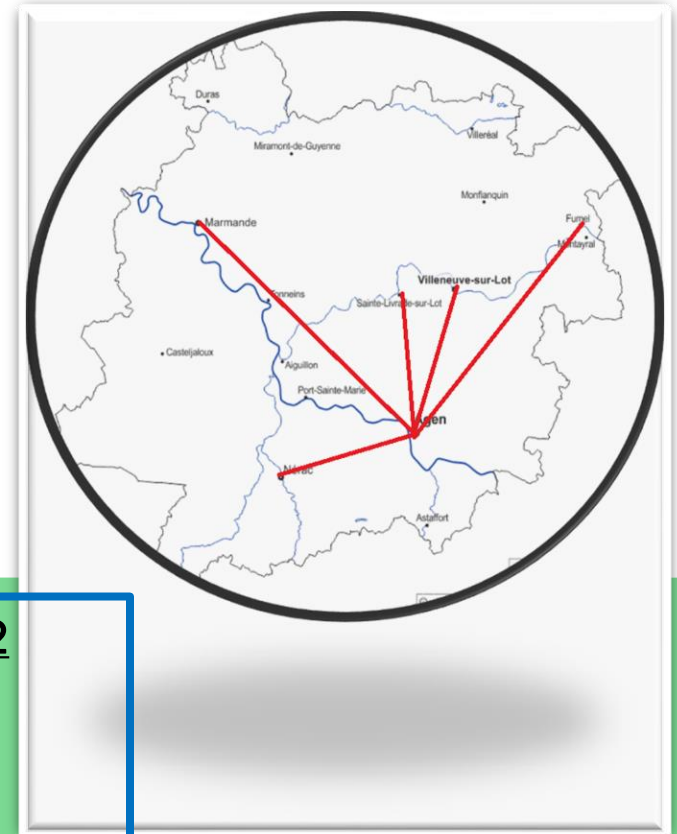 Duras
Villeréal
Miramont-de-Guyenne
Monflanquin
Marmande
Fumel
Montayral
Villeneuve-sur-Lot
Tonneins
Sainte-Livrade-sur-Lot
Casteljaloux
Aiguillon
Port-Sainte-Marie
Agen
Nérac
Astaffort
2